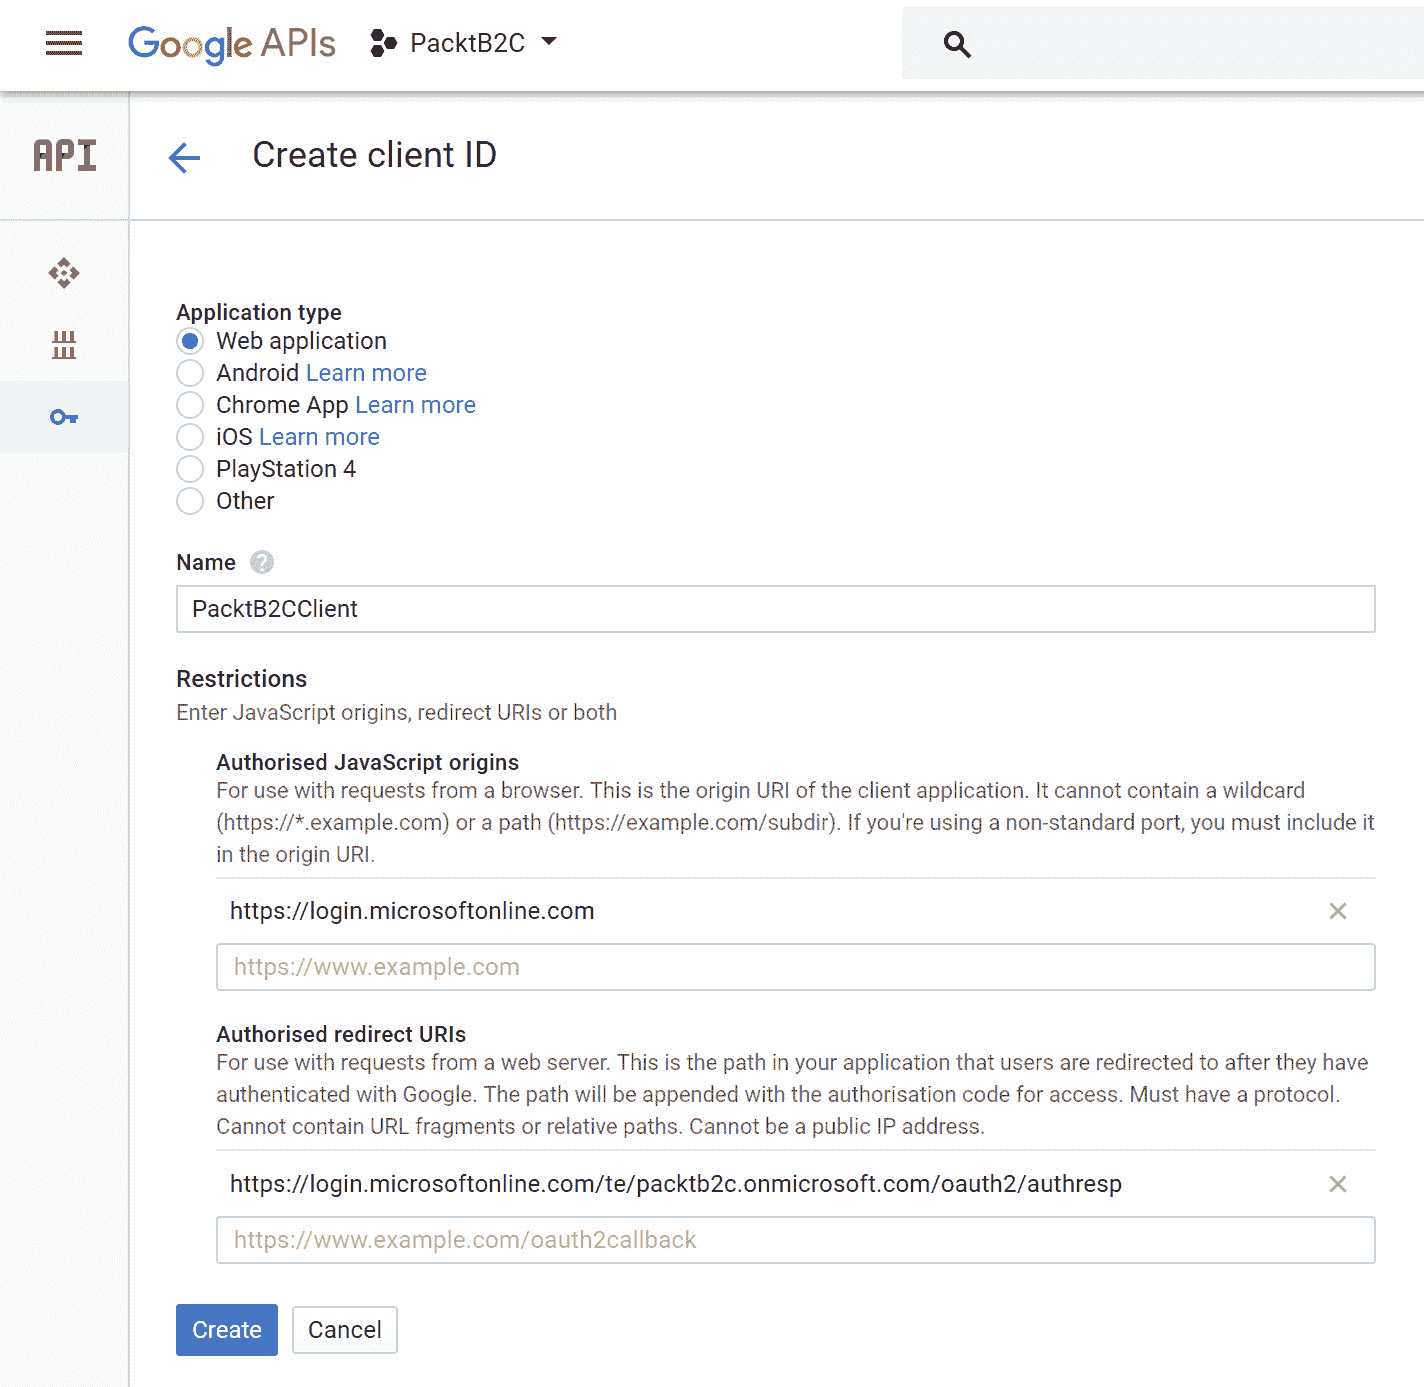 Google APIs PacktB2C
API
Create client ID
Application type
Web application
Android Learn more
Chrome App Learn more
iOS Learn more
PlayStation 4
Other
Name ?
PacktB2CClient
Restrictions
Enter JavaScript origins, redirect URIs or both
Authorised JavaScript origins
For use with requests from a browser. This is the origin URI of the client application. It cannot contain a wildcard
(https://*.example.com) or a path (https://example.com/subdir). If you're using a non-standard port, you must include it
in the origin URI.
https://login.microsoftonline.com
https://www.example.com
Authorised redirect URIs
For use with requests from a web server. This is the path in your application that users are redirected to after they have
authenticated with Google. The path will be appended with the authorisation code for access. Must have a protocol.
Cannot contain URL fragments or relative paths. Cannot be a public IP address.
https://login.microsoftonline.com/te/packtb2c.onmicrosoft.com/oauth2/authresp
https://www.example.com/oauth2callback
Create Cancel